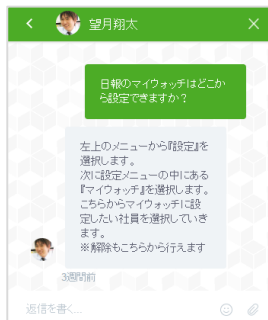 望月翔太
日報のマイウォッチはどこか
ら設定できますか？
左上のメニューから『設定』を
選択します。
次に設定メニューの中にある
『マイウォッチ』を選択します。
こちらからマイウォッチに設
定したい社員を選択していき
ます。
※解除もこちらから行えます
3週間前
返信を書く...